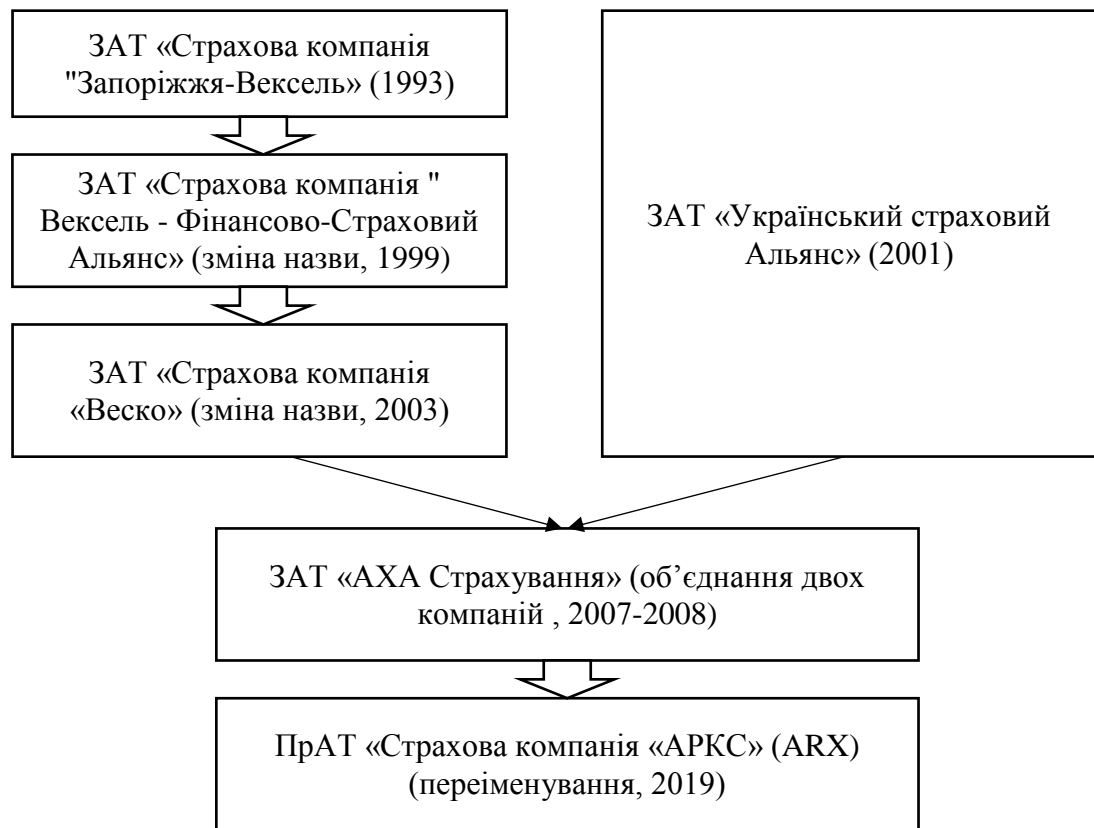 ЗАТ «Страхова компанія
"Запоріжжя-Вексель» (1993)
ЗАТ «Страхова компанія "
Вексель - Фінансово-Страховий
Альянс» (зміна назви, 1999)
ЗАТ «Страхова компанія
«Веско» (зміна назви, 2003)
ЗАТ «Український страховий
Альянс» (2001)
ЗАТ «АХА Страхування» (об’єднання двох
компаній , 2007-2008)
ПрАТ «Страхова компанія «АРКС» (ARX)
(переіменування, 2019)